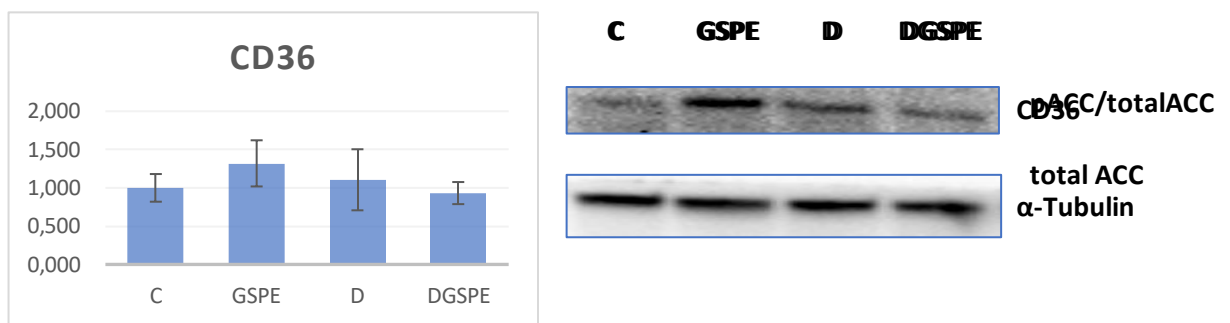 CD36
2,000
1,500
1,000
0,500
0,000
C GSPE D DGSPE
C GSPE D DGSPE
CD36
pACC/totalACC
total ACC
α-Tubulin